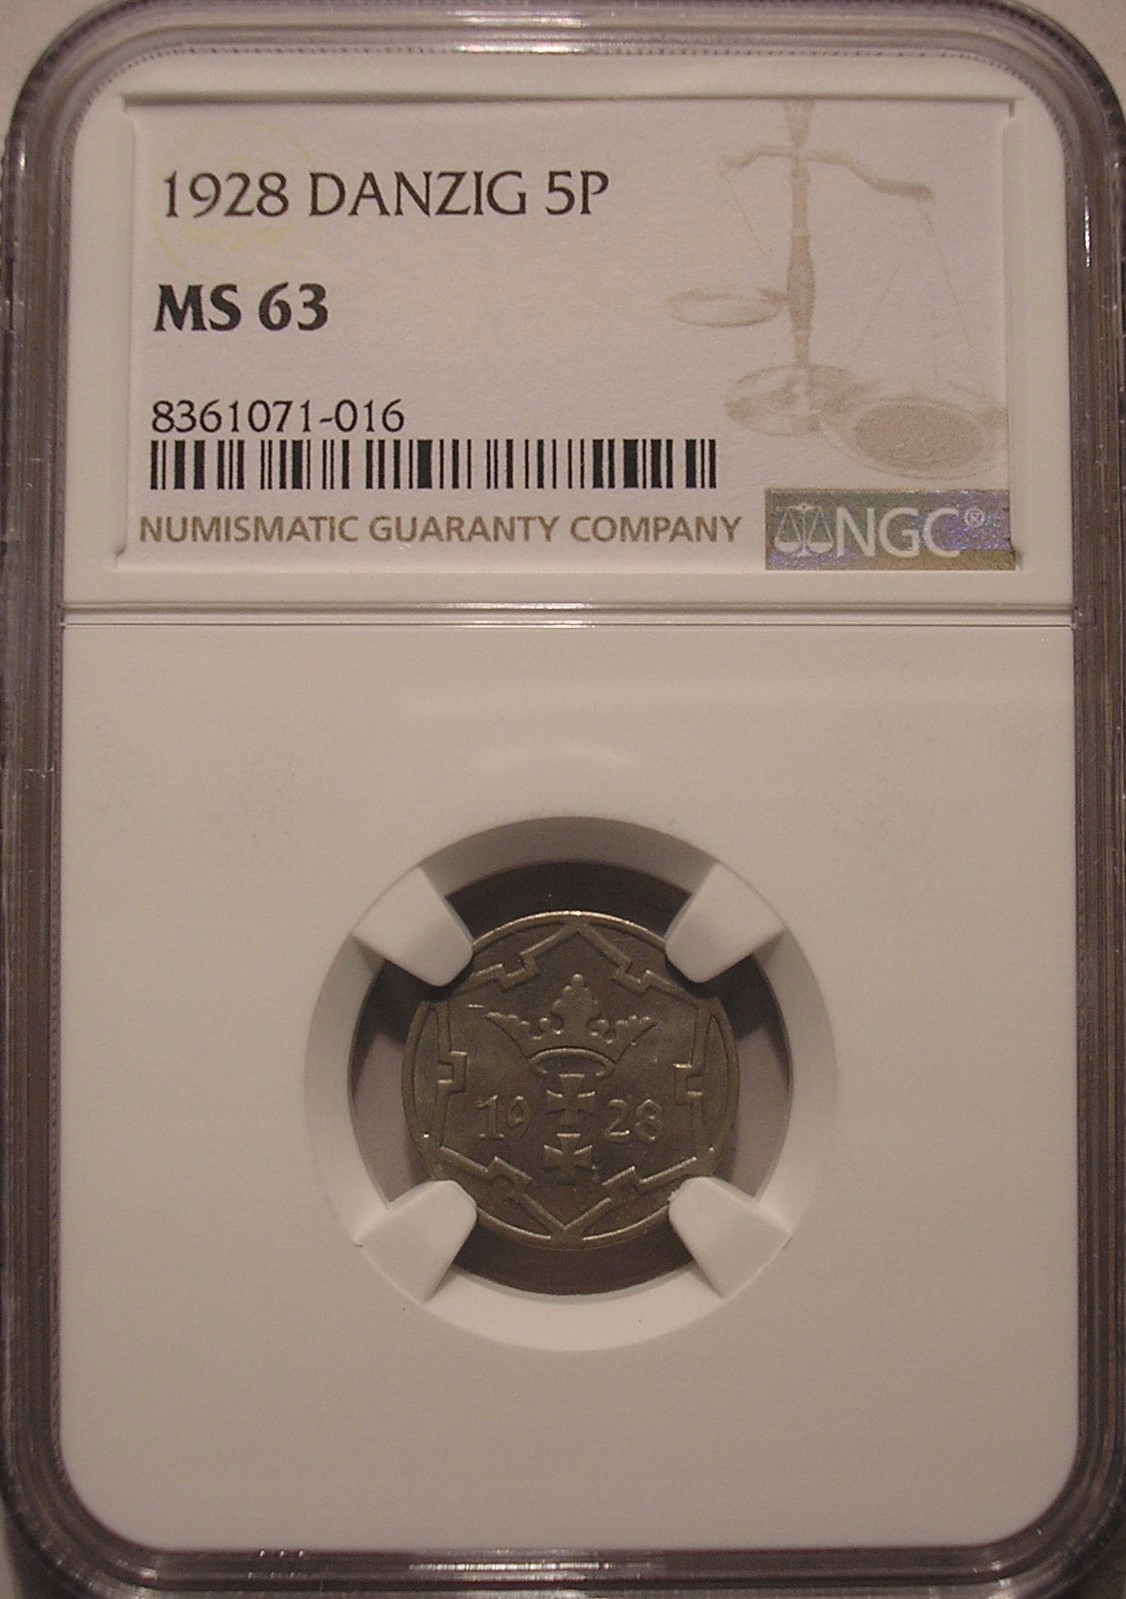 1928 DANZIG 5P
MS 63
8361071-016
NUMISMATIC GUARANTY COMPANY
NGC®
19 28